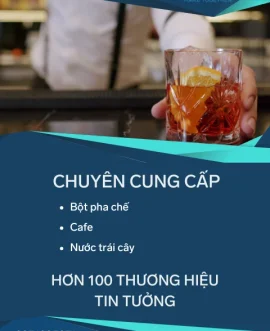 CHUYÊN CUNG CẤP
Bột pha chế
Cafe
Nước trái cây
HƠN 100 THƯƠNG HIỆU
TIN TƯỞNG